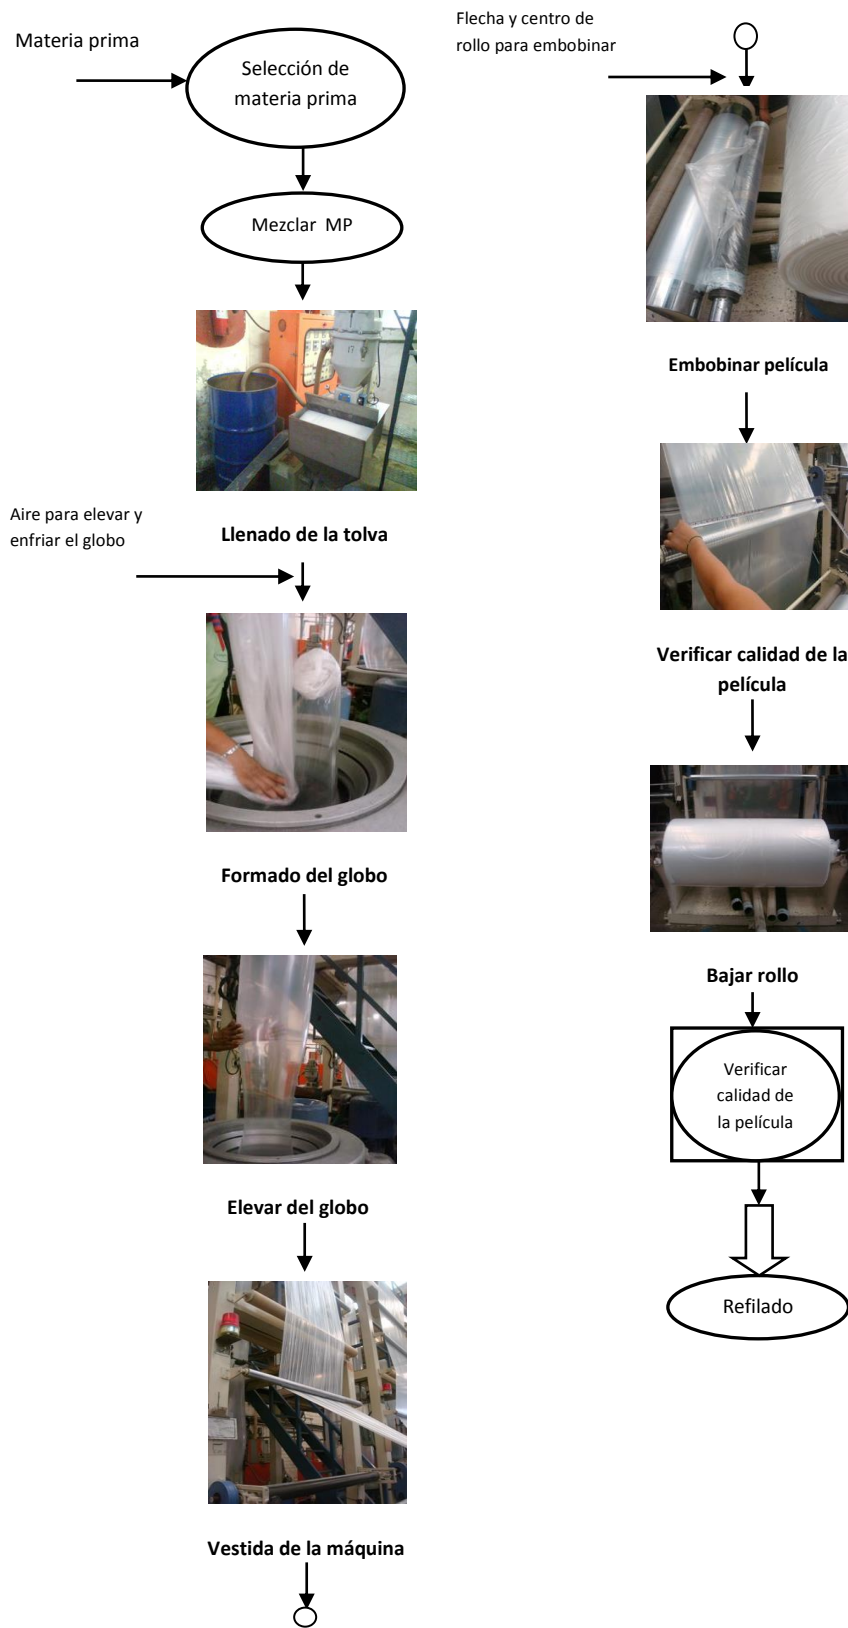 Materia prima
Selección de
materia prima
Mezclar MP
Llenado de la tolva
Aire para elevar y
enfriar el globo
Formado del globo
Elevar del globo
Vestida de la máquina
Flecha y centro de
rollo para embobinar
Embobinar película
Verificar calidad de la
película
Bajar rollo
Verificar
calidad de
la película
Refilado